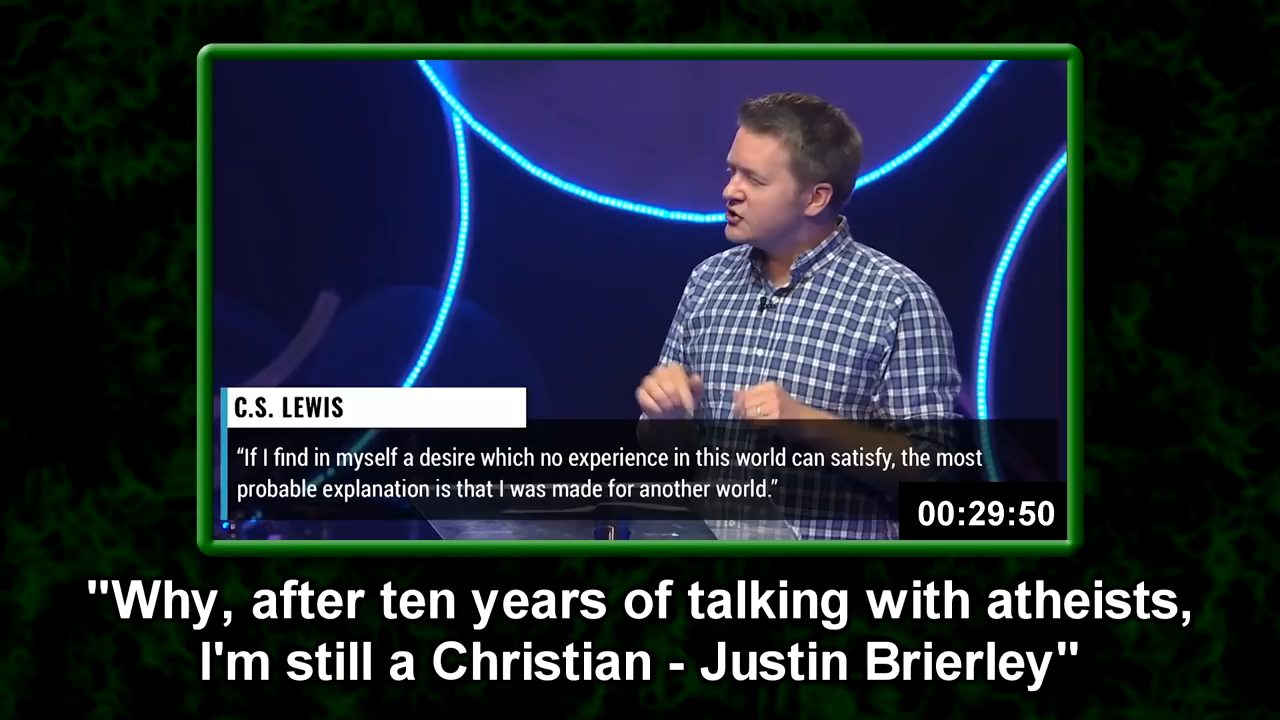 C.S. LEWIS
“If I find in myself a desire which no experience in this world can satisfy, the most
probable explanation is that I was made for another world.”
00:29:50
"Why, after ten years of talking with atheists,
I'm still a Christian - Justin Brierley"